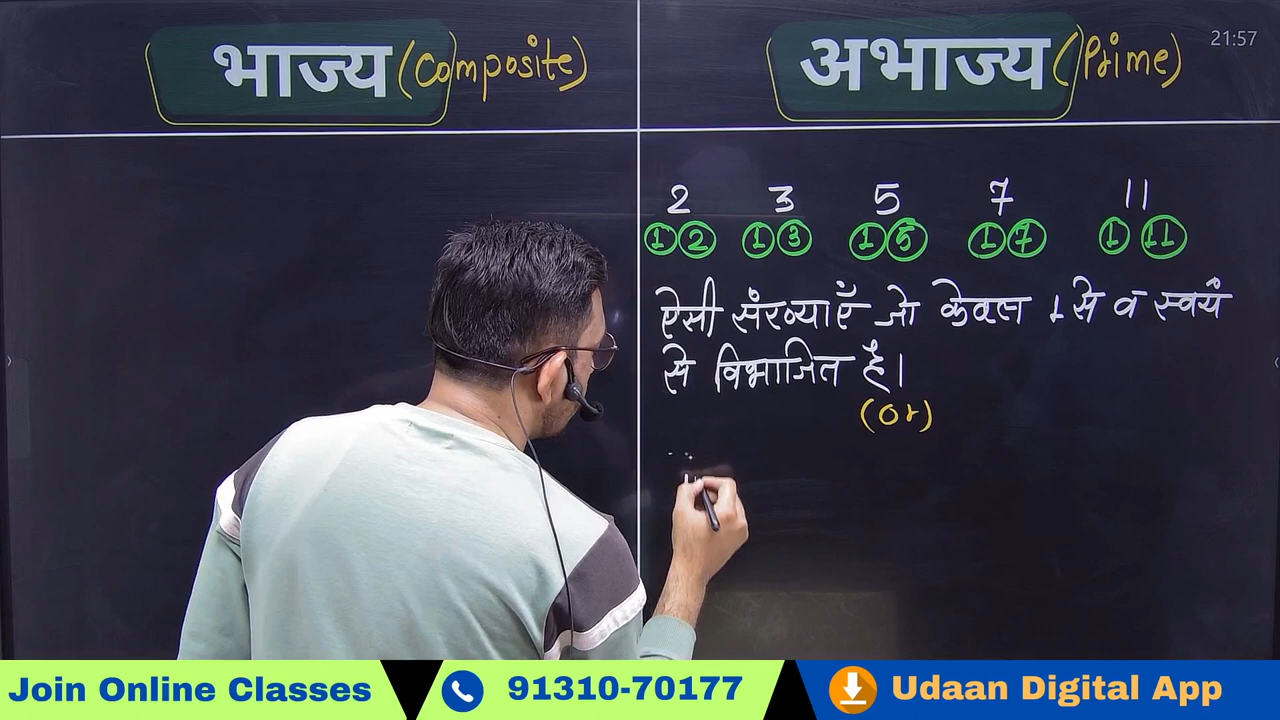 भाज्य (Composite)
अभाज्य (Prime)
21:57
2 3 5 7 11
1 2 1 3 1 5 1 7 1 11
ऐसी संख्याएँ जो केवल 1 से व स्वयं
से विभाजित है।
(Or)
Join Online Classes
91310-70177
Udaan Digital App